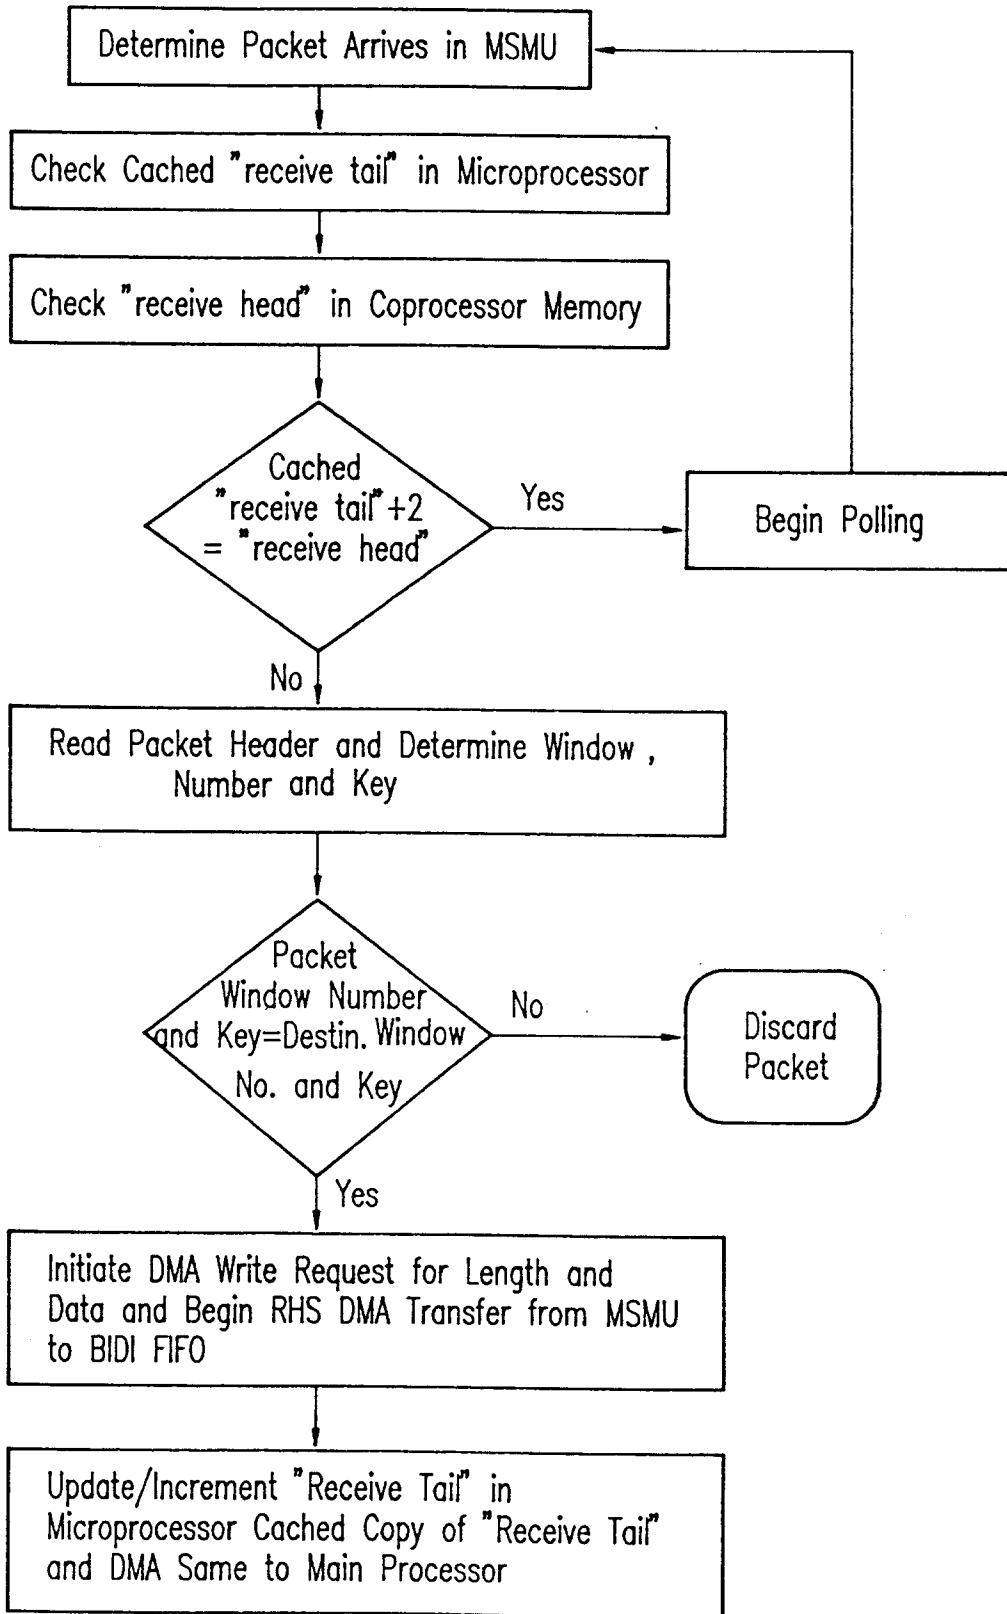 Determine Packet Arrives in MSMU
Check Cached "receive tail" in Microprocessor
Check "receive head" in Coprocessor Memory
Cached
"receive tail"+2
= "receive head"
Yes
Begin Polling
No
Read Packet Header and Determine Window ,
Number and Key
Packet
Window Number
and Key=Destin. Window
No. and Key
No
Discard
Packet
Yes
Initiate DMA Write Request for Length and
Data and Begin RHS DMA Transfer from MSMU
to BIDI FIFO
Update/Increment "Receive Tail" in
Microprocessor Cached Copy of "Receive Tail"
and DMA Same to Main Processor